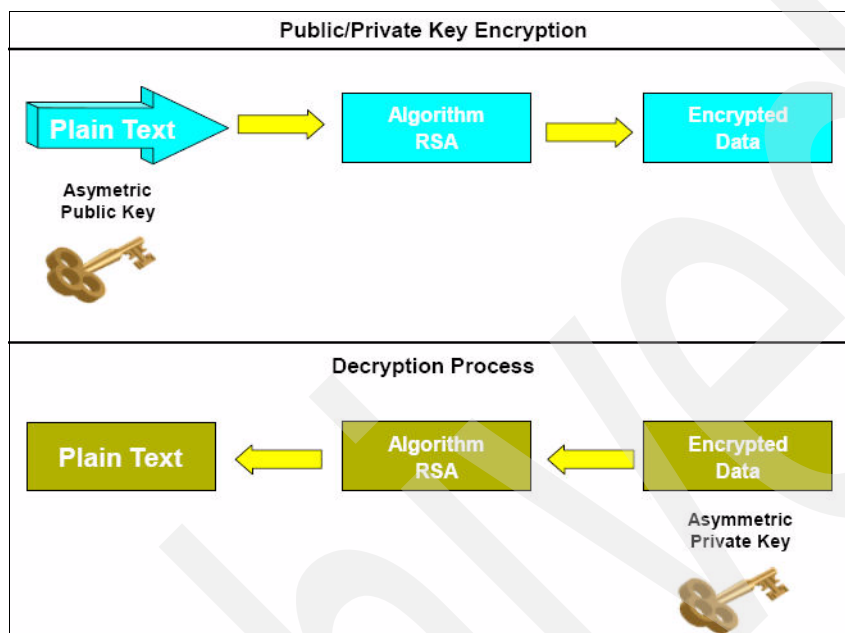 Public/Private Key Encryption
Plain Text
Algorithm
RSA
Encrypted
Data
Asymetric
Public Key
Decryption Process
Plain Text
Algorithm
RSA
Encrypted
Data
Asymmetric
Private Key